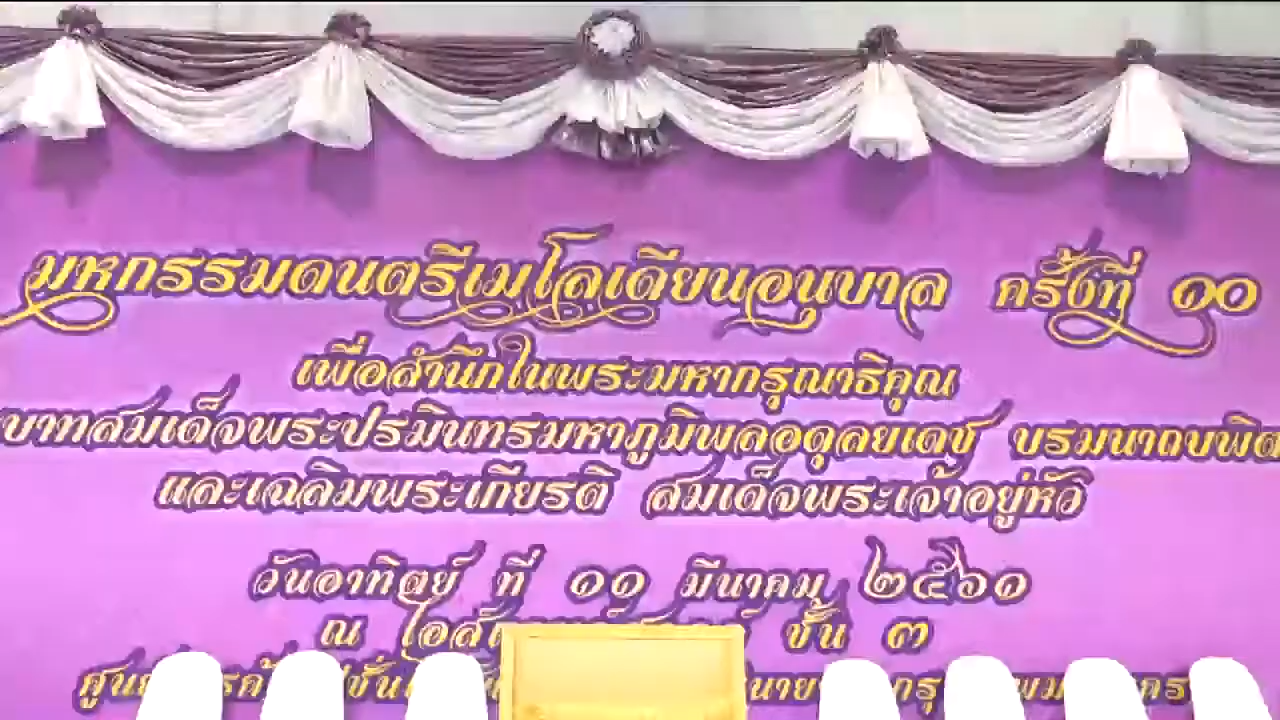 มหกรรมดนตรีเมโลเดียนอนุบาล ครั้งที่ ๑๐
เพื่อสำนึกในพระมหากรุณาธิคุณ
บาทสมเด็จพระปรมินทรมหาภูมิพลอดุลยเดช บรมนาถบพิต
และเฉลิมพระเกียรติ สมเด็จพระเจ้าอยู่หัว
วันอาทิตย์ ที่ ๑๑ มีนาคม ๒๕๖๑
ณ ชั้น ๓